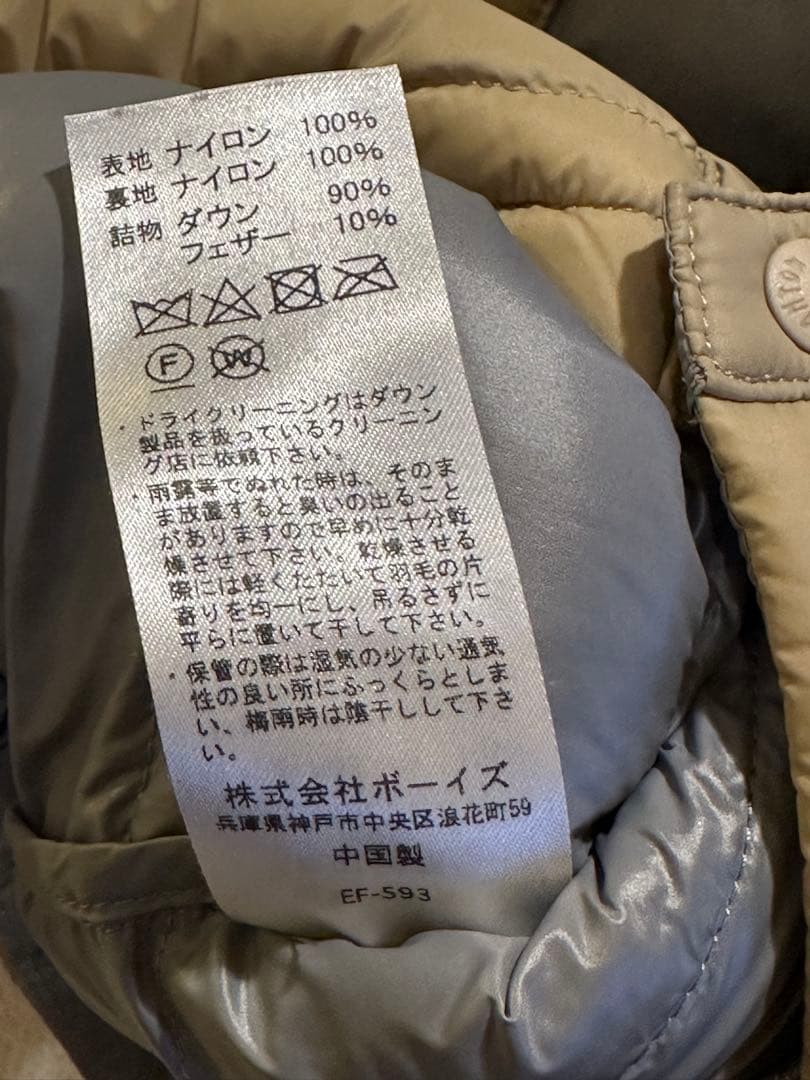 表地 ナイロン 100%
裏地 ナイロン 100%
詰物 ダウン 90%
フェザー 10%
F W
・ドライクリーニングはダウン
製品を扱っているクリーニン
グ店に依頼下さい。
・雨露等でぬれた時は、そのま
ま放置すると臭いの出ること
がありますので早めに十分乾
燥させて下さい。乾燥させる
際には軽くたたいて羽毛の片
寄りを均一にし、吊るさずに
平らに置いて干して下さい。
・保管の際は湿気の少ない通気
性の良い所にふっくらとしま
い、梅雨時は陰干しして下さ
い。
株式会社ボーイズ
兵庫県神戸市中央区浪花町59
中国製
EF-593